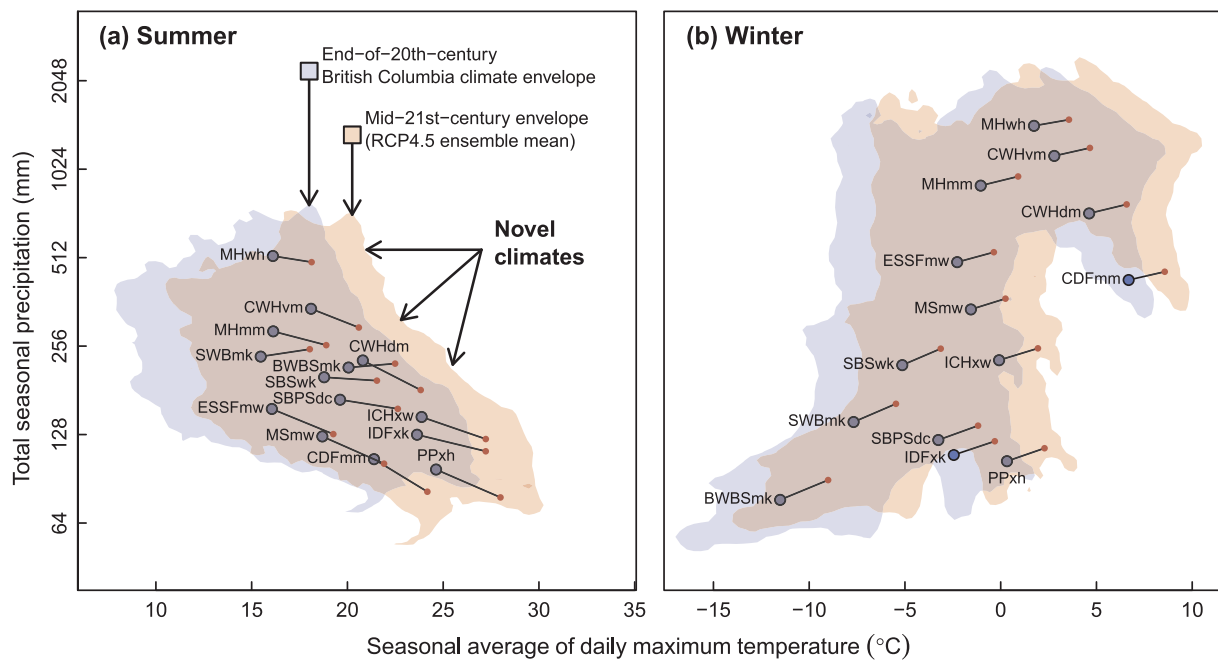 (a) Summer
End−of−20th−century
British Columbia climate envelope
Mid−21st−century envelope
(RCP4.5 ensemble mean)
Novel
climates
MHwh
CWHvm
MHmm
SWBmk
CWHdm
BWBSmk
SBSwk
SBPSdc
ESSFmw
ICHxw
MSmw
IDFxk
CDFmm
PPxh
Total seasonal precipitation (mm)
64
128
256
512
1024
2048
10
15
20
25
30
35
(b) Winter
MHwh
CWHvm
MHmm
CWHdm
ESSFmw
CDFmm
MSmw
SBSwk
ICHxw
SWBmk
SBPSdc
IDFxk
PPxh
BWBSmk
−15
−10
−5
0
5
10
Seasonal average of daily maximum temperature (°C)